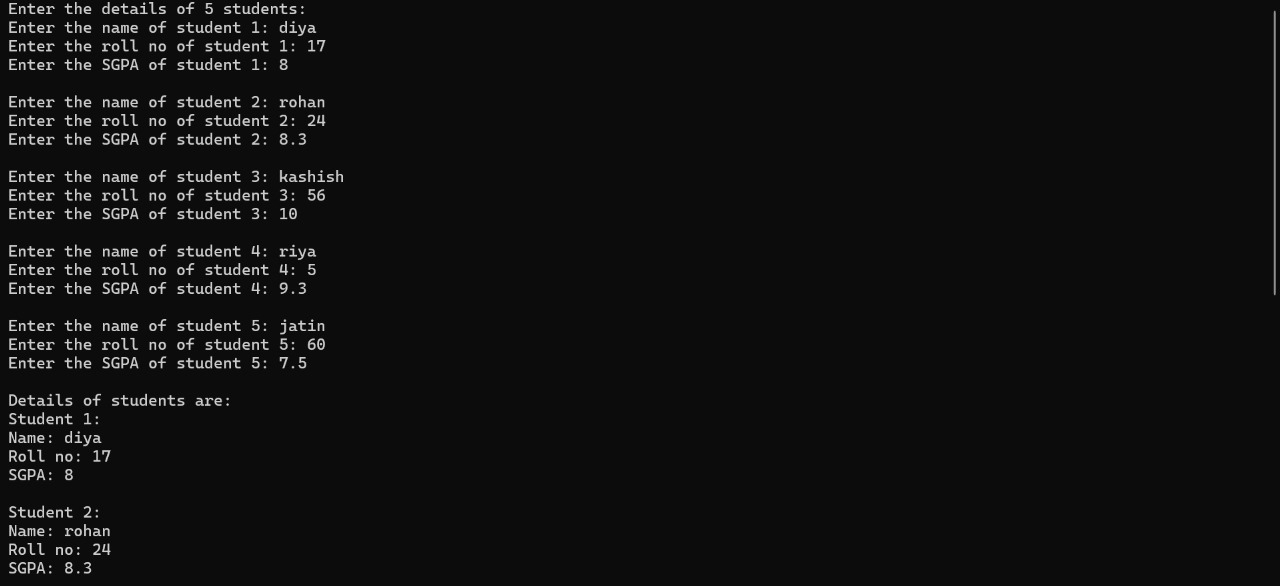 Enter the details of 5 students:
Enter the name of student 1: diya
Enter the roll no of student 1: 17
Enter the SGPA of student 1: 8

Enter the name of student 2: rohan
Enter the roll no of student 2: 24
Enter the SGPA of student 2: 8.3

Enter the name of student 3: kashish
Enter the roll no of student 3: 56
Enter the SGPA of student 3: 10

Enter the name of student 4: riya
Enter the roll no of student 4: 5
Enter the SGPA of student 4: 9.3

Enter the name of student 5: jatin
Enter the roll no of student 5: 60
Enter the SGPA of student 5: 7.5

Details of students are:
Student 1:
Name: diya
Roll no: 17
SGPA: 8

Student 2:
Name: rohan
Roll no: 24
SGPA: 8.3